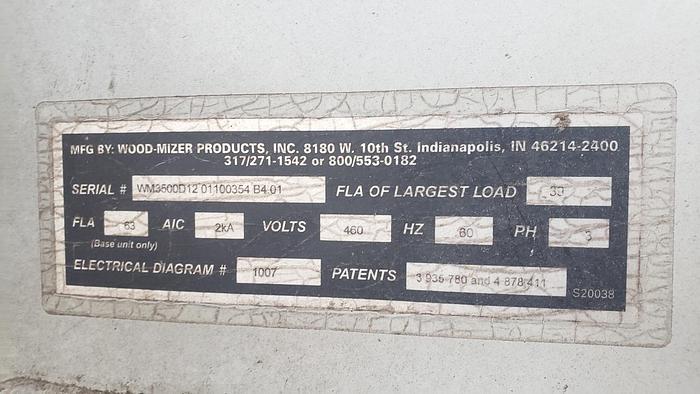 MFG BY: WOOD-MIZER PRODUCTS, INC. 8180 W. 10th St. Indianapolis, IN 46214-2400
317/271-1542 or 800/553-0182
SERIAL # WM3500D12 01100354 B4.01 FLA OF LARGEST LOAD
FLA 63 AIC 2kA VOLTS 460 HZ 60 PH 3
(Base unit only)
ELECTRICAL DIAGRAM # 1007 PATENTS 3 935 780 and 4 878 411
S20038